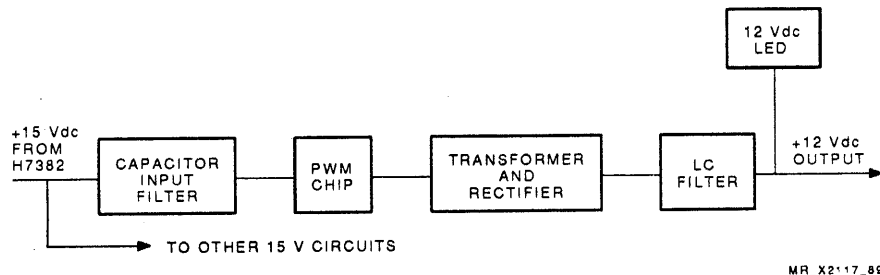 12 Vdc
LED
+15 Vdc
FROM
H7382
CAPACITOR
INPUT
FILTER
PWM
CHIP
TRANSFORMER
AND
RECTIFIER
LC
FILTER
+12 Vdc
OUTPUT
TO OTHER 15 V CIRCUITS
MR_X2117_89